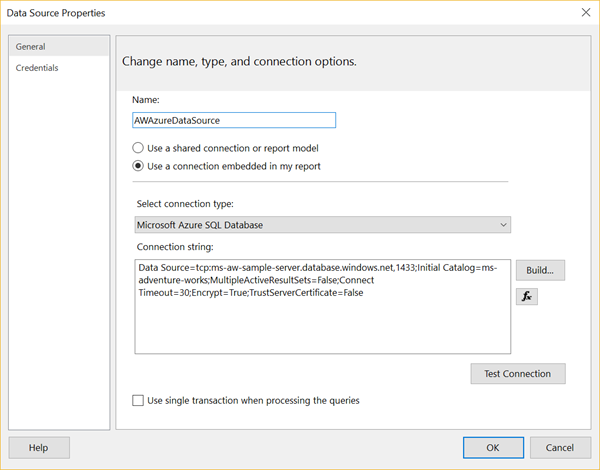 Data Source Properties
General
Credentials
Change name, type, and connection options.
Name:
AWAzureDataSource
Use a shared connection or report model
Use a connection embedded in my report
Select connection type:
Microsoft Azure SQL Database
Connection string:
Data Source=tcp:ms-aw-sample-server.database.windows.net,1433;Initial Catalog=ms-
adventure-works;MultipleActiveResultSets=False;Connect
Timeout=30;Encrypt=True;TrustServerCertificate=False
Build...
fx
Test Connection
Use single transaction when processing the queries
Help
OK
Cancel